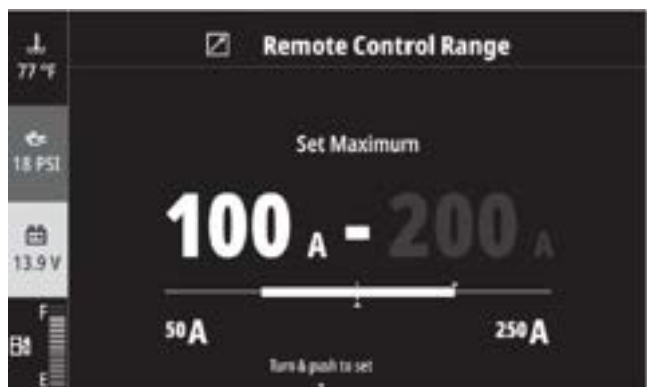 Remote Control Range
77 °F
Set Maximum
18 PSI
100 A - 200 A
13.9 V
50 A
250 A
F
E
Turn & push to set